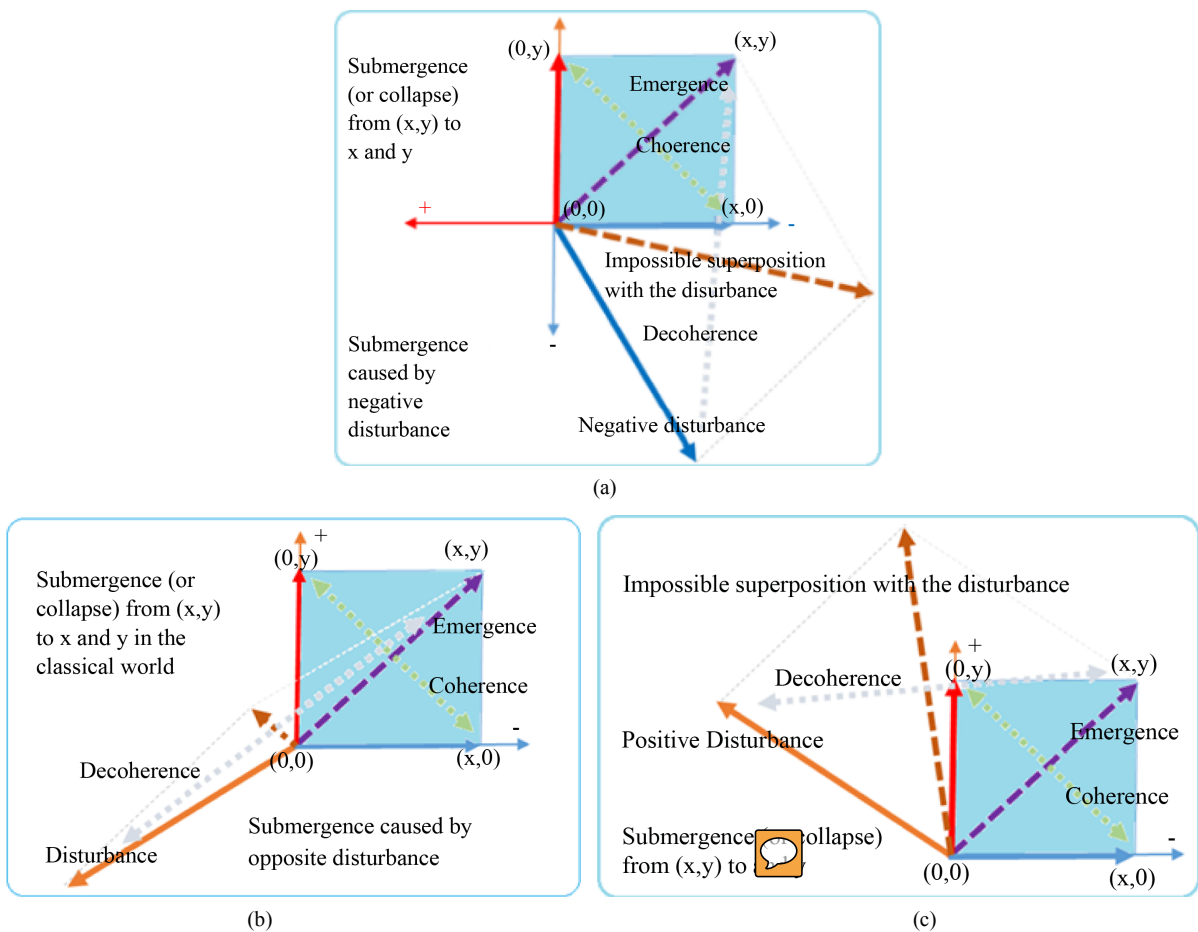 (0,y)
(x,y)
Submergence
(or collapse)
from (x,y) to
x and y
Emergence
Choerence
+
(0,0)
(x,0)
-
Impossible superposition
with the disurbance
Decoherence
-
Submergence
caused by
negative
disturbance
Negative disturbance
(a)
+
(0,y)
(x,y)
Submergence (or
collapse) from (x,y)
to x and y in the
classical world
Emergence
Coherence
-
(0,0)
(x,0)
Decoherence
Submergence caused by
opposite disturbance
Disturbance
(b)
Impossible superposition with the disturbance
+
(0,y)
(x,y)
Decoherence
Emergence
Positive Disturbance
Coherence
-
Submergence collapse)
from (x,y) to
(0,0)
(x,0)
(c)